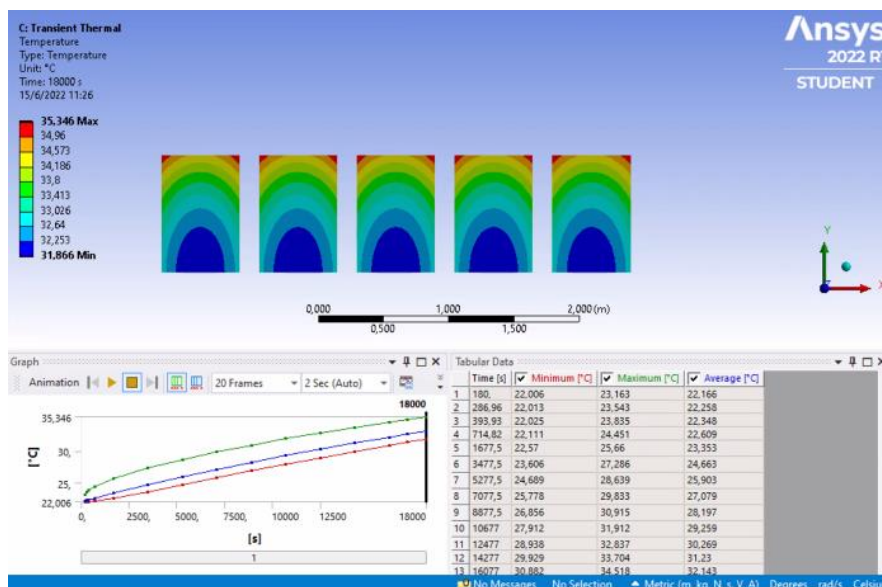 C: Transient Thermal
Temperature
Type: Temperature
Unit: °C
Time: 18000 s
15/6/2022 11:26
35,346 Max
34,96
34,573
34,186
33,8
33,413
33,026
32,64
32,253
31,866 Min
Ansys
2022 R
STUDENT
Y
X
0,000 1,000 2,000 (m)
0,500 1,500
Graph
Animation 20 Frames 2 Sec (Auto)
18000
35,346
30,
25,
22,006
[°C]
0, 2500, 5000, 7500, 10000 12500 18000
[s]
1
Tabular Data
Time [s] Minimum [°C] Maximum [°C] Average [°C]
1 180, 22,006 23,163 22,166
2 286,96 22,013 23,543 22,258
3 393,93 22,025 23,835 22,348
4 714,82 22,111 24,451 22,609
5 1677,5 22,57 25,66 23,353
6 3477,5 23,606 27,286 24,663
7 5277,5 24,689 28,639 25,903
8 7077,5 25,778 29,833 27,079
9 8877,5 26,856 30,915 28,197
10 10677 27,912 31,912 29,259
11 12477 28,938 32,837 30,269
12 14277 29,929 33,704 31,23
13 16077 30,882 34,518 32,143
No Messages No Selection Metric (m, kg, N, s, V, A) Degrees rad/s Celsiu